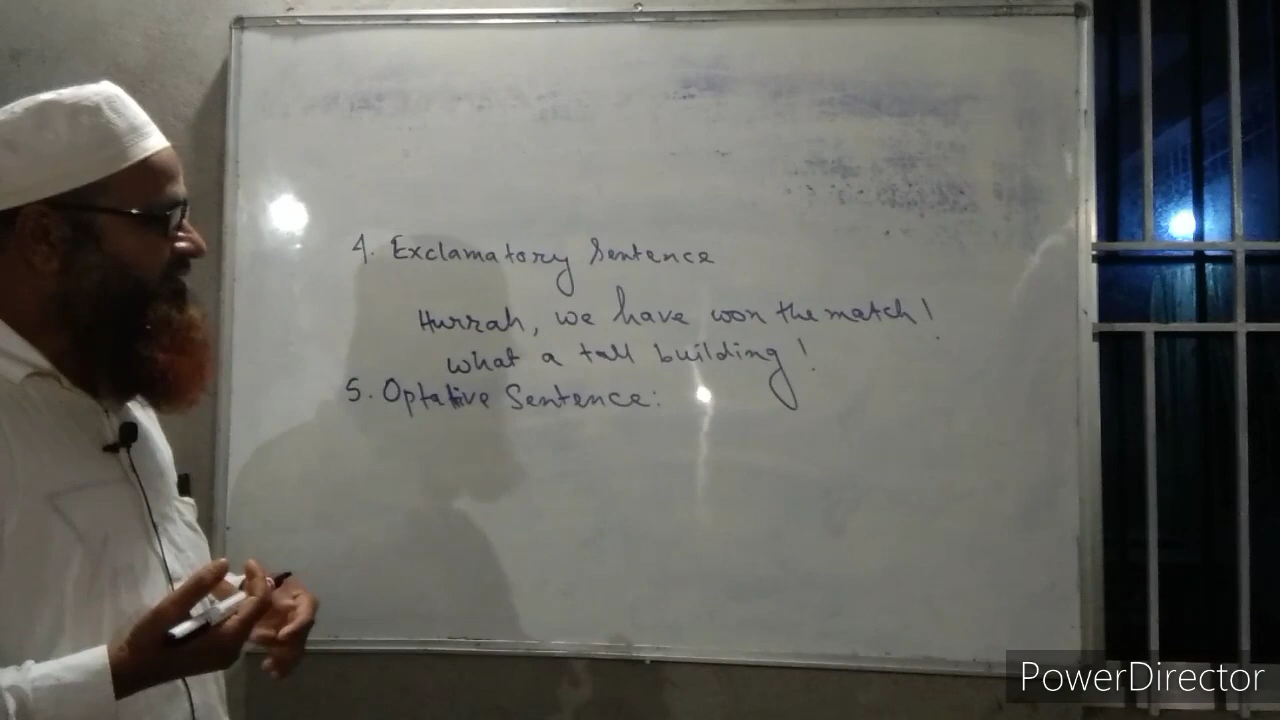 4. Exclamatory Sentence
Hurrah, we have won the match!
what a tall building!
5. Optative Sentence:
PowerDirector